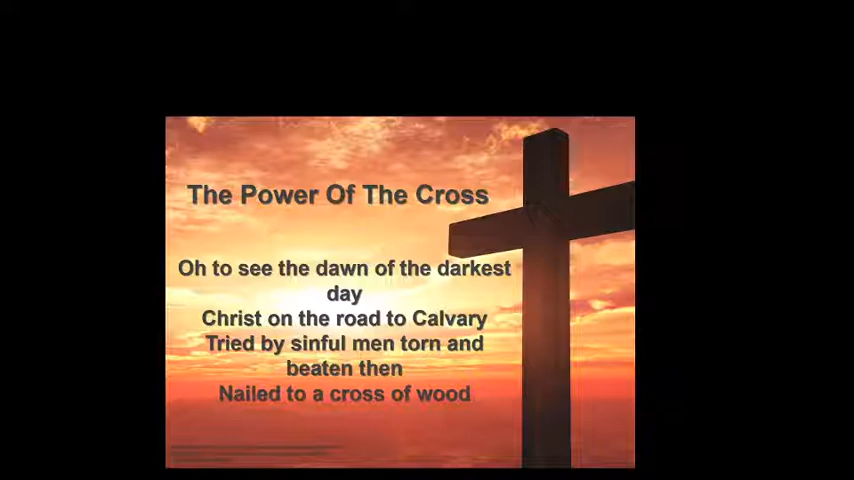 The Power Of The Cross
Oh to see the dawn of the darkest
day
Christ on the road to Calvary
Tried by sinful men torn and
beaten then
Nailed to a cross of wood